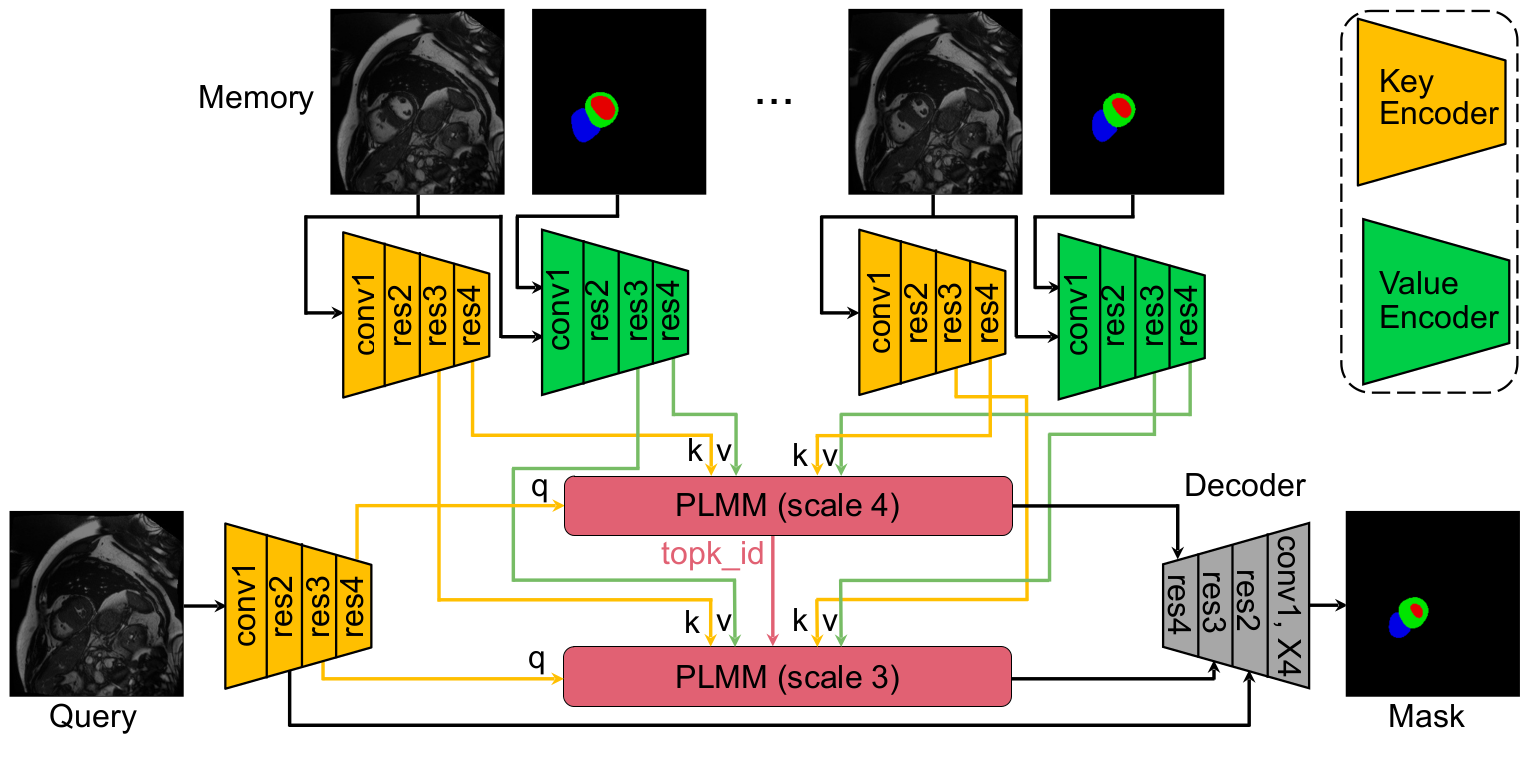 Memory
...
Key
Encoder
Value
Encoder
conv1
res2
res3
res4
conv1
res2
res3
res4
conv1
res2
res3
res4
conv1
res2
res3
res4
k v
k v
q
PLMM (scale 4)
Decoder
topk_id
conv1
res2
res3
res4
res4
res3
res2
conv1, X4
k v
k v
q
PLMM (scale 3)
Query
Mask